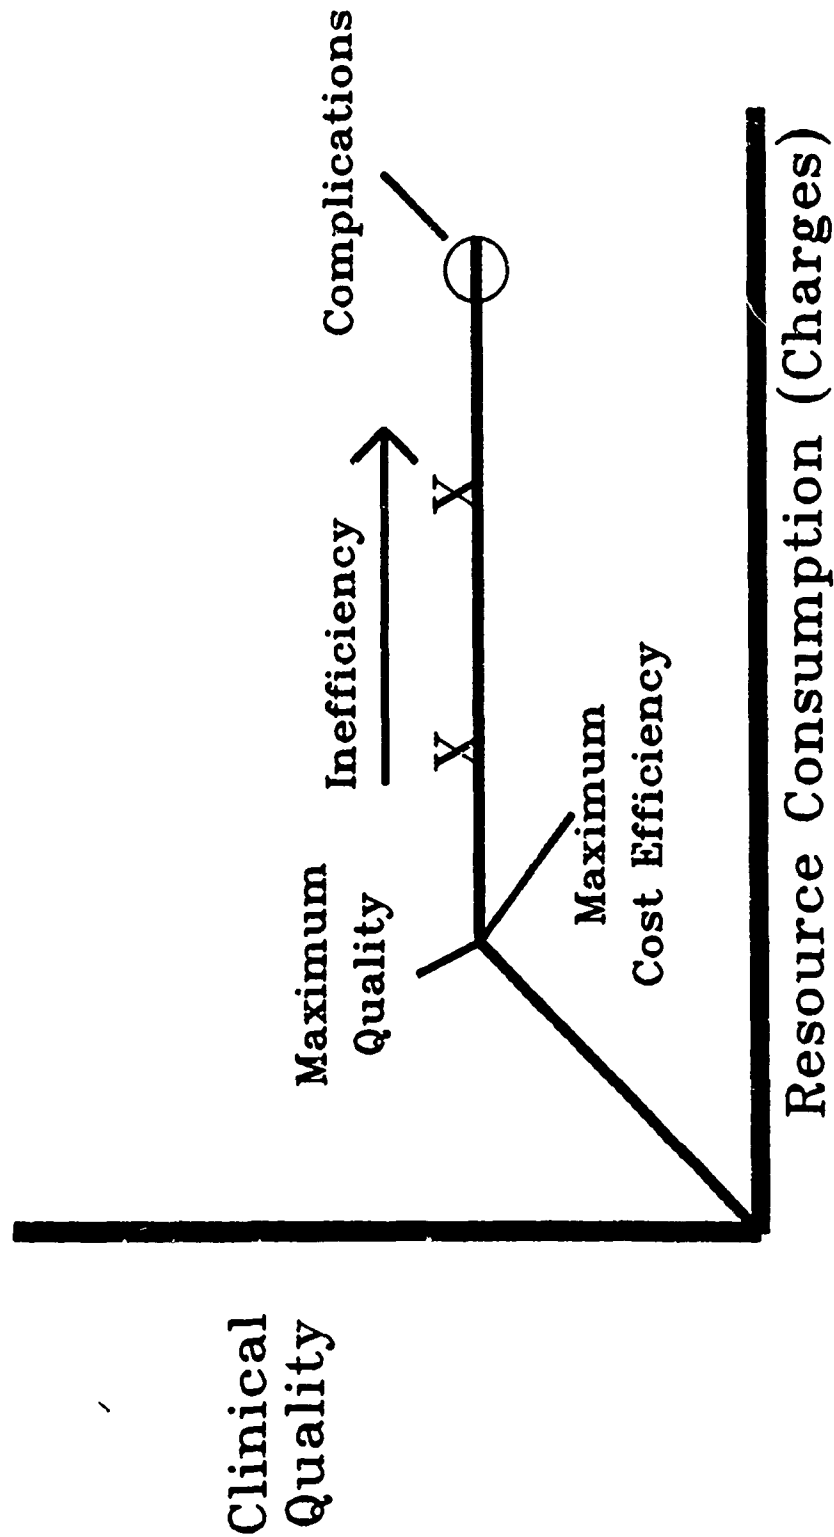 Clinical
Quality
Maximum
Quality
Inefficiency
Complications
X
X
Maximum
Cost Efficiency
Resource Consumption (Charges)